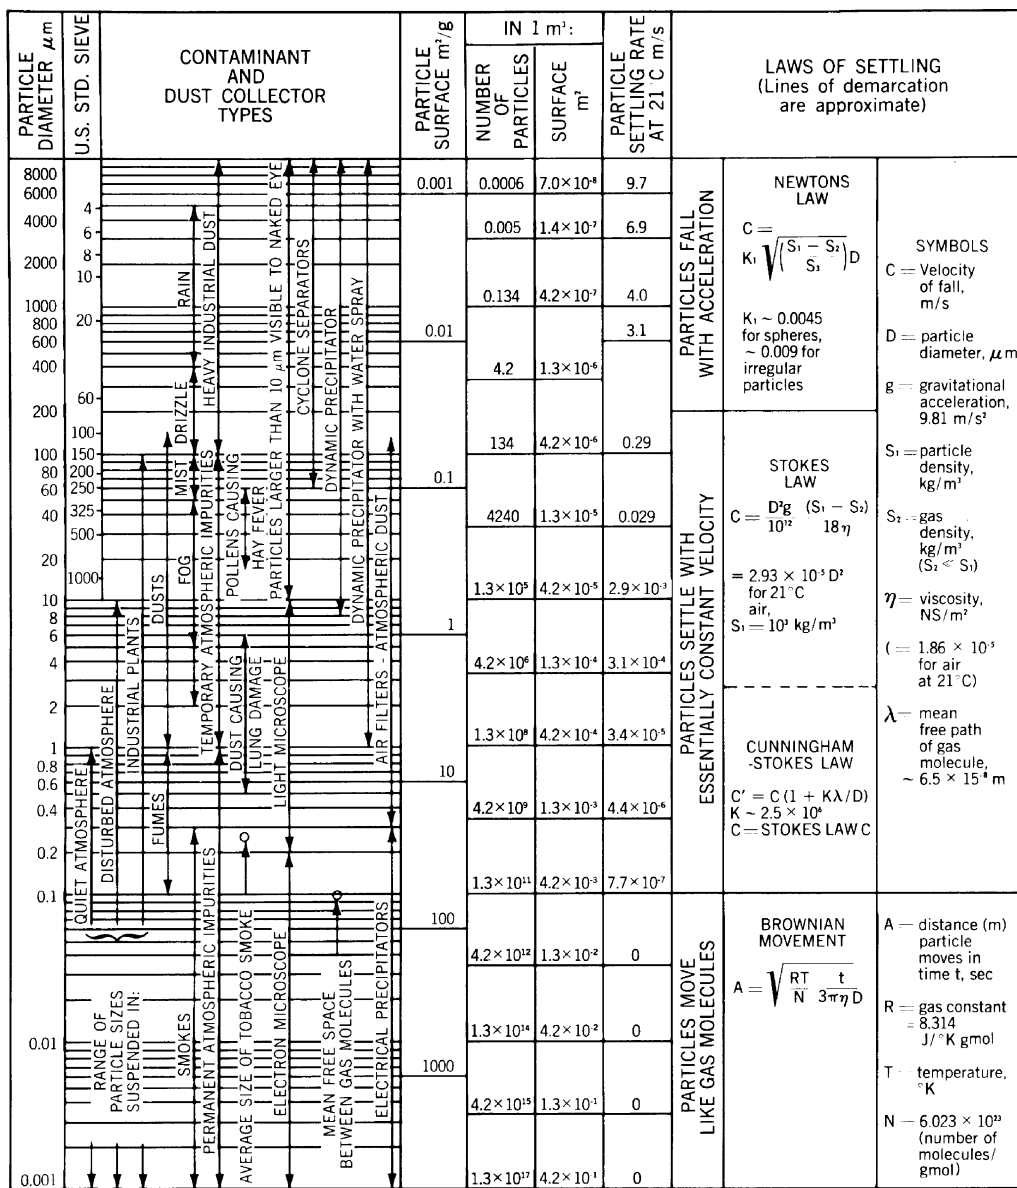 PARTICLE
DIAMETER μm
U.S. STD. SIEVE
CONTAMINANT
AND
DUST COLLECTOR
TYPES
PARTICLE
SURFACE m²/g
IN 1 m³:
NUMBER
OF
PARTICLES
SURFACE
m²
PARTICLE
SETTLING RATE
AT 21°C m/s
LAWS OF SETTLING
(Lines of demarcation
are approximate)
8000
6000
4000
2000
1000
800
600
400
200
100
80
60
40
20
10
8
6
4
2
1
0.8
0.6
0.4
0.2
0.1
0.01
0.001
4
6
8
10
20
60
100
150
200
250
325
500
1000
QUIET ATMOSPHERE
DISTURBED ATMOSPHERE
INDUSTRIAL PLANTS
RANGE OF
PARTICLE SIZES
SUSPENDED IN:
DUSTS
FUMES
RAIN
DRIZZLE
MIST
FOG
SMOKES
HEAVY INDUSTRIAL DUST
TEMPORARY ATMOSPHERIC IMPURITIES
PERMANENT ATMOSPHERIC IMPURITIES
POLLENS CAUSING
HAY FEVER
DUST CAUSING
LUNG DAMAGE
AVERAGE SIZE OF TOBACCO SMOKE
PARTICLES LARGER THAN 10 μm VISIBLE TO NAKED EYE
LIGHT MICROSCOPE
ELECTRON MICROSCOPE
CYCLONE SEPARATORS
DYNAMIC PRECIPITATOR
MEAN FREE SPACE
BETWEEN GAS MOLECULES
DYNAMIC PRECIPITATOR WITH WATER SPRAY
AIR FILTERS - ATMOSPHERIC DUST
ELECTRICAL PRECIPITATORS
0.001
0.01
0.1
1
10
100
1000
0.0006 7.0×10⁻⁸ 9.7
0.005 1.4×10⁻⁷ 6.9
0.134 4.2×10⁻⁷ 4.0
3.1
4.2 1.3×10⁻⁶
134 4.2×10⁻⁶ 0.29
4240 1.3×10⁻⁵ 0.029
1.3×10⁵ 4.2×10⁻⁵ 2.9×10⁻³
4.2×10⁶ 1.3×10⁻⁴ 3.1×10⁻⁴
1.3×10⁸ 4.2×10⁻⁴ 3.4×10⁻⁵
4.2×10⁹ 1.3×10⁻³ 4.4×10⁻⁶
1.3×10¹¹ 4.2×10⁻³ 7.7×10⁻⁷
4.2×10¹² 1.3×10⁻² 0
1.3×10¹⁴ 4.2×10⁻² 0
4.2×10¹⁵ 1.3×10⁻¹ 0
1.3×10¹⁷ 4.2×10⁻¹ 0
PARTICLES FALL
WITH ACCELERATION
PARTICLES SETTLE WITH
ESSENTIALLY CONSTANT VELOCITY
PARTICLES MOVE
LIKE GAS MOLECULES
NEWTONS
LAW
C =
K₁ √((S₁ − S₂)/S₃)D
K₁ ~ 0.0045
for spheres,
~ 0.009 for
irregular
particles
STOKES
LAW
C = D²g/10¹² (S₁ − S₂)/18η
= 2.93 × 10⁻⁵ D²
for 21°C
air,
S₁ = 10³ kg/m³
CUNNINGHAM
-STOKES LAW
C′ = C (1 + Kλ/D)
K ~ 2.5 × 10⁶
C = STOKES LAW C
BROWNIAN
MOVEMENT
A = √(RT/N t/3πηD)
SYMBOLS
C = Velocity
of fall,
m/s
D = particle
diameter, μm
g = gravitational
acceleration,
9.81 m/s²
S₁ = particle
density,
kg/m³
S₂ = gas
density,
kg/m³
(S₂ < S₁)
η = viscosity,
NS/m²
( = 1.86 × 10⁻⁵
for air
at 21°C)
λ — mean
free path
of gas
molecule,
~ 6.5 × 15⁻⁸ m
A — distance (m)
particle
moves in
time t, sec
R = gas constant
= 8.314
J/°K gmol
T — temperature,
°K
N — 6.023 × 10²³
(number of
molecules/
gmol)